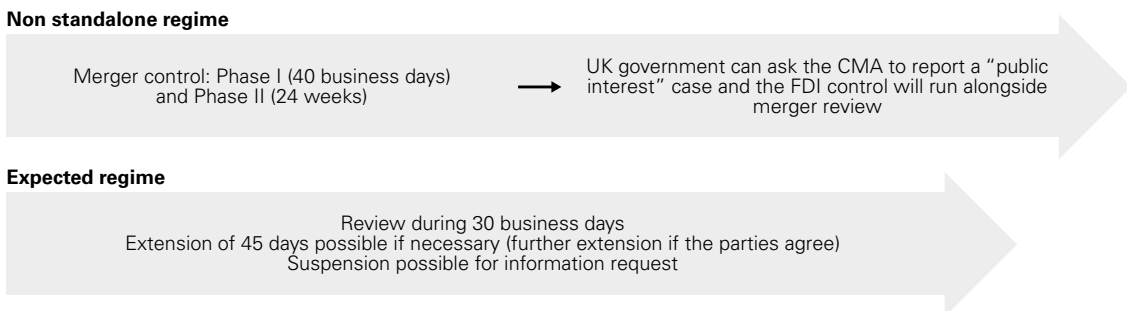 Non standalone regime
Merger control: Phase I (40 business days)
and Phase II (24 weeks)
UK government can ask the CMA to report a “public
interest” case and the FDI control will run alongside
merger review
Expected regime
Review during 30 business days
Extension of 45 days possible if necessary (further extension if the parties agree)
Suspension possible for information request